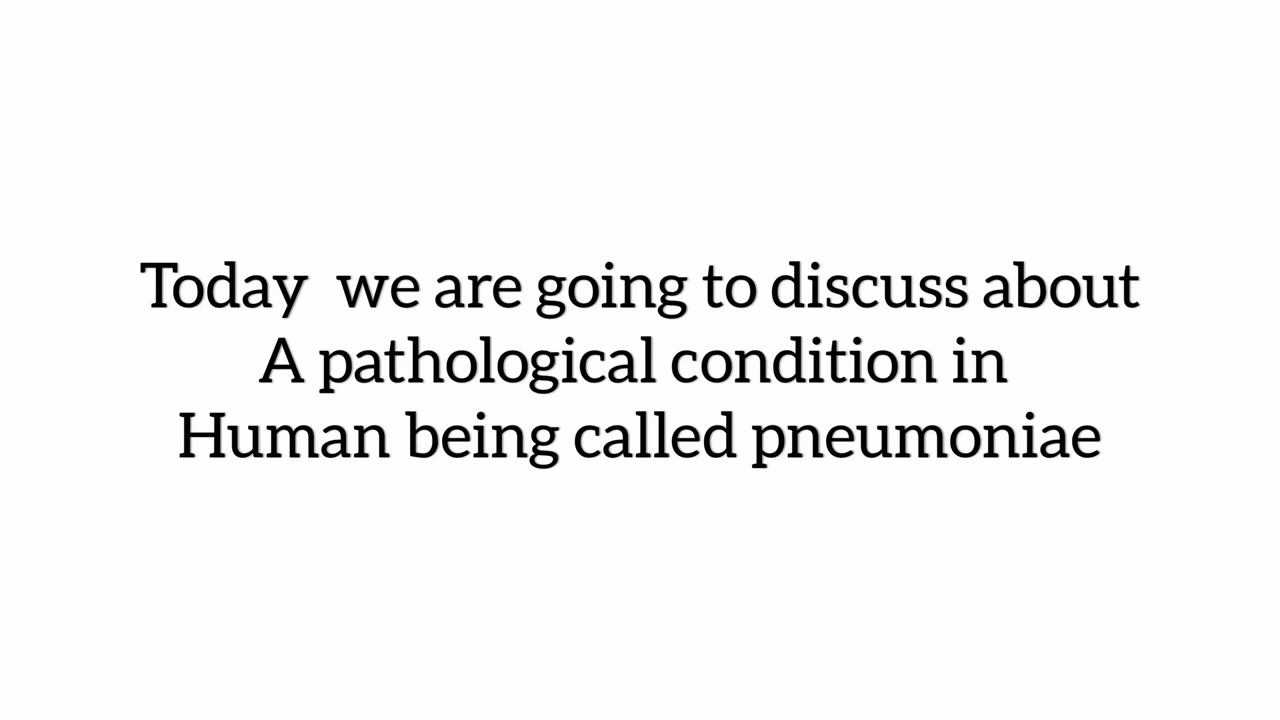 Today  we are going to discuss about
A pathological condition in
Human being called pneumoniae